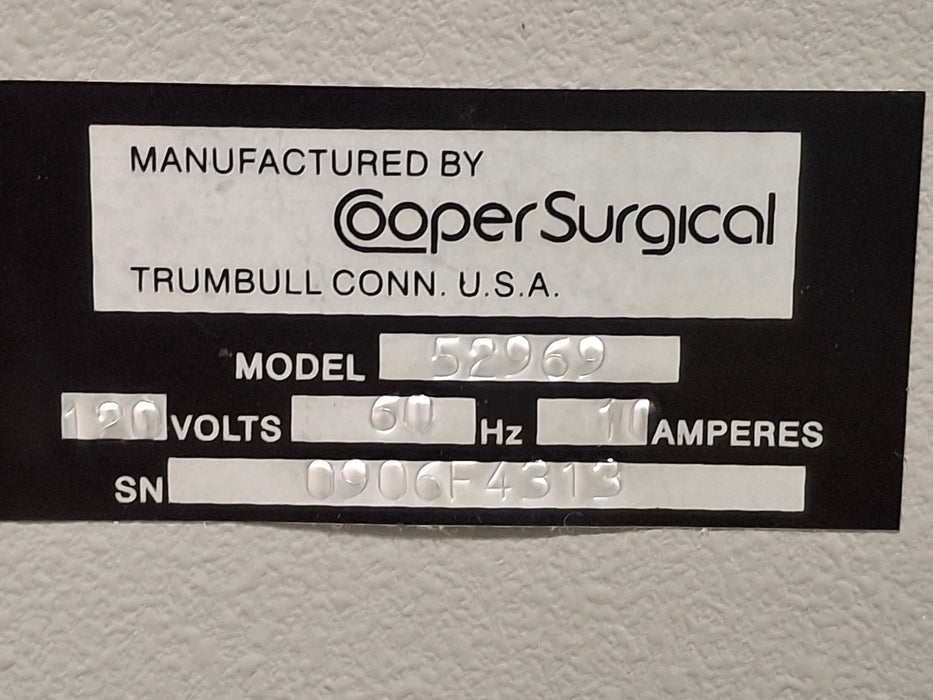 MANUFACTURED BY
CooperSurgical
TRUMBULL CONN. U.S.A.
MODEL 52969
120 VOLTS 60 Hz 10 AMPERES
SN 0906F4313